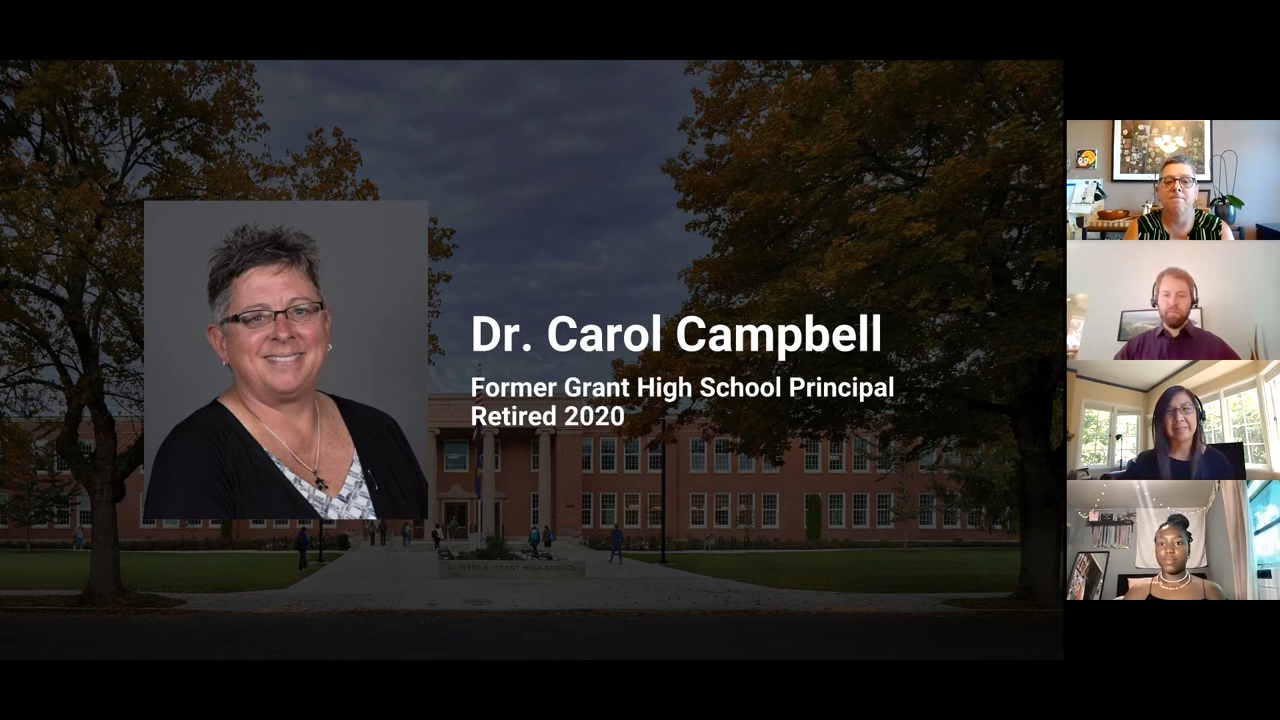 Dr. Carol Campbell
Former Grant High School Principal
Retired 2020
ULYSSES S. GRANT HIGH SCHOOL